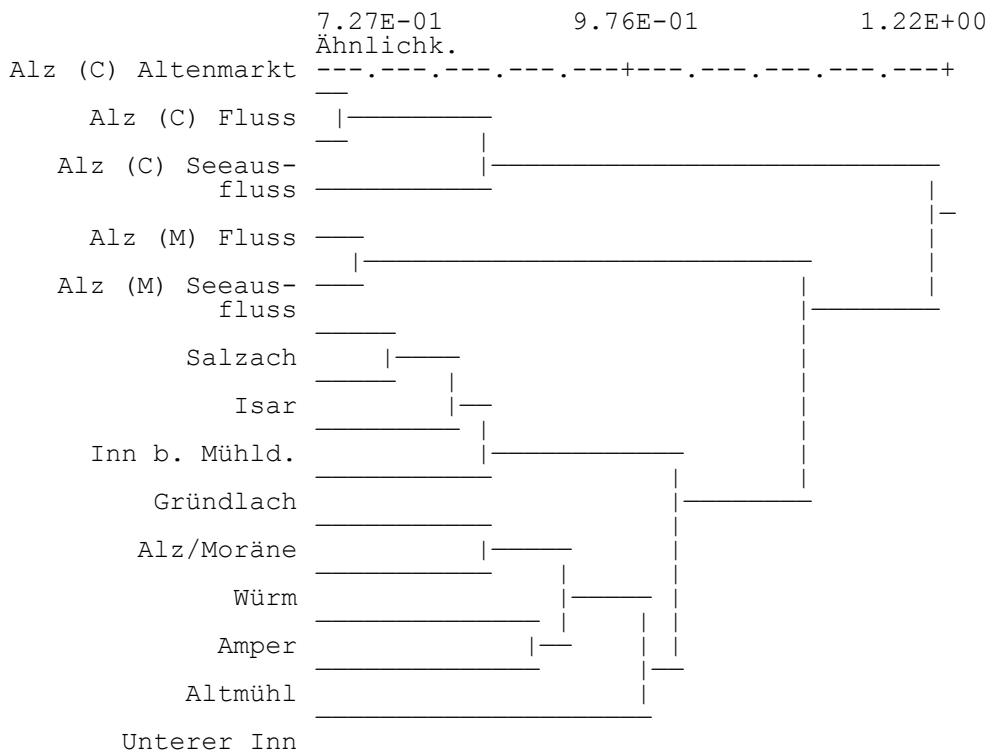 7.27E-01 9.76E-01 1.22E+00
Ähnlichk.
Alz (C) Altenmarkt ---.---.---.---.---+---.---.---.---.---+
Alz (C) Fluss
Alz (C) Seeaus-
fluss
Alz (M) Fluss
Alz (M) Seeaus-
fluss
Salzach
Isar
Inn b. Mühld.
Gründlach
Alz/Moräne
Würm
Amper
Altmühl
Unterer Inn